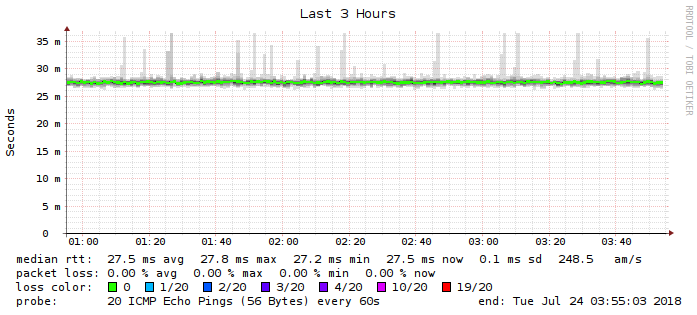 Last 3 Hours
RRDTOOL / TOBI OETIKER
Seconds
35 m
30 m
25 m
20 m
15 m
10 m
5 m
0
01:00 01:20 01:40 02:00 02:20 02:40 03:00 03:20 03:40
median rtt: 27.5 ms avg 27.8 ms max 27.2 ms min 27.5 ms now 0.1 ms sd 248.5 am/s
packet loss: 0.00 % avg 0.00 % max 0.00 % min 0.00 % now
loss color: 0 1/20 2/20 3/20 4/20 10/20 19/20
probe: 20 ICMP Echo Pings (56 Bytes) every 60s end: Tue Jul 24 03:55:03 2018